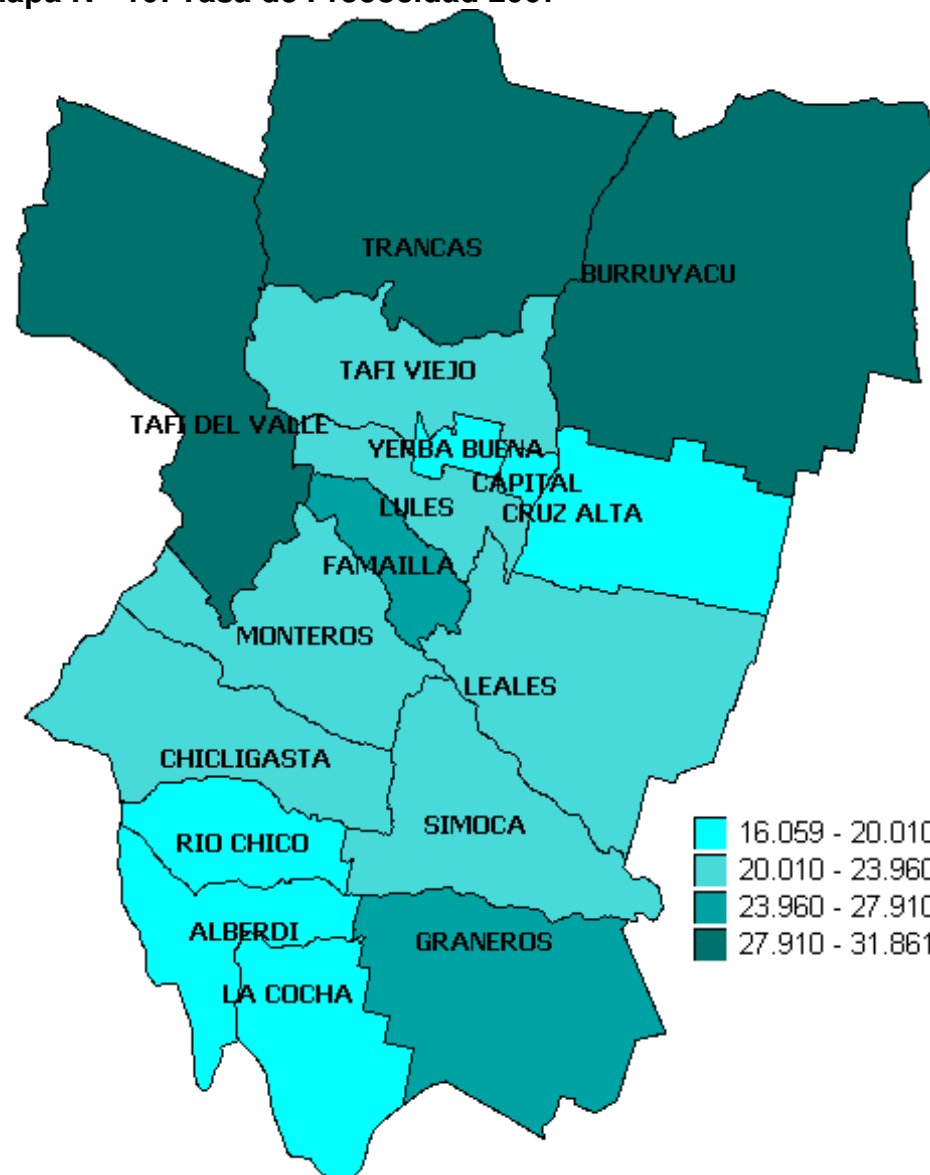 TRANCAS
BURRUYACU
TAFI VIEJO
TAFI DEL VALLE
YERBA BUENA
CAPITAL
LULES
CRUZ ALTA
FAMAILLA
MONTEROS
LEALES
CHICLIGASTA
SIMOCA
RIO CHICO
ALBERDI
GRANEROS
LA COCHA
16.059 - 20.010
20.010 - 23.960
23.960 - 27.910
27.910 - 31.861